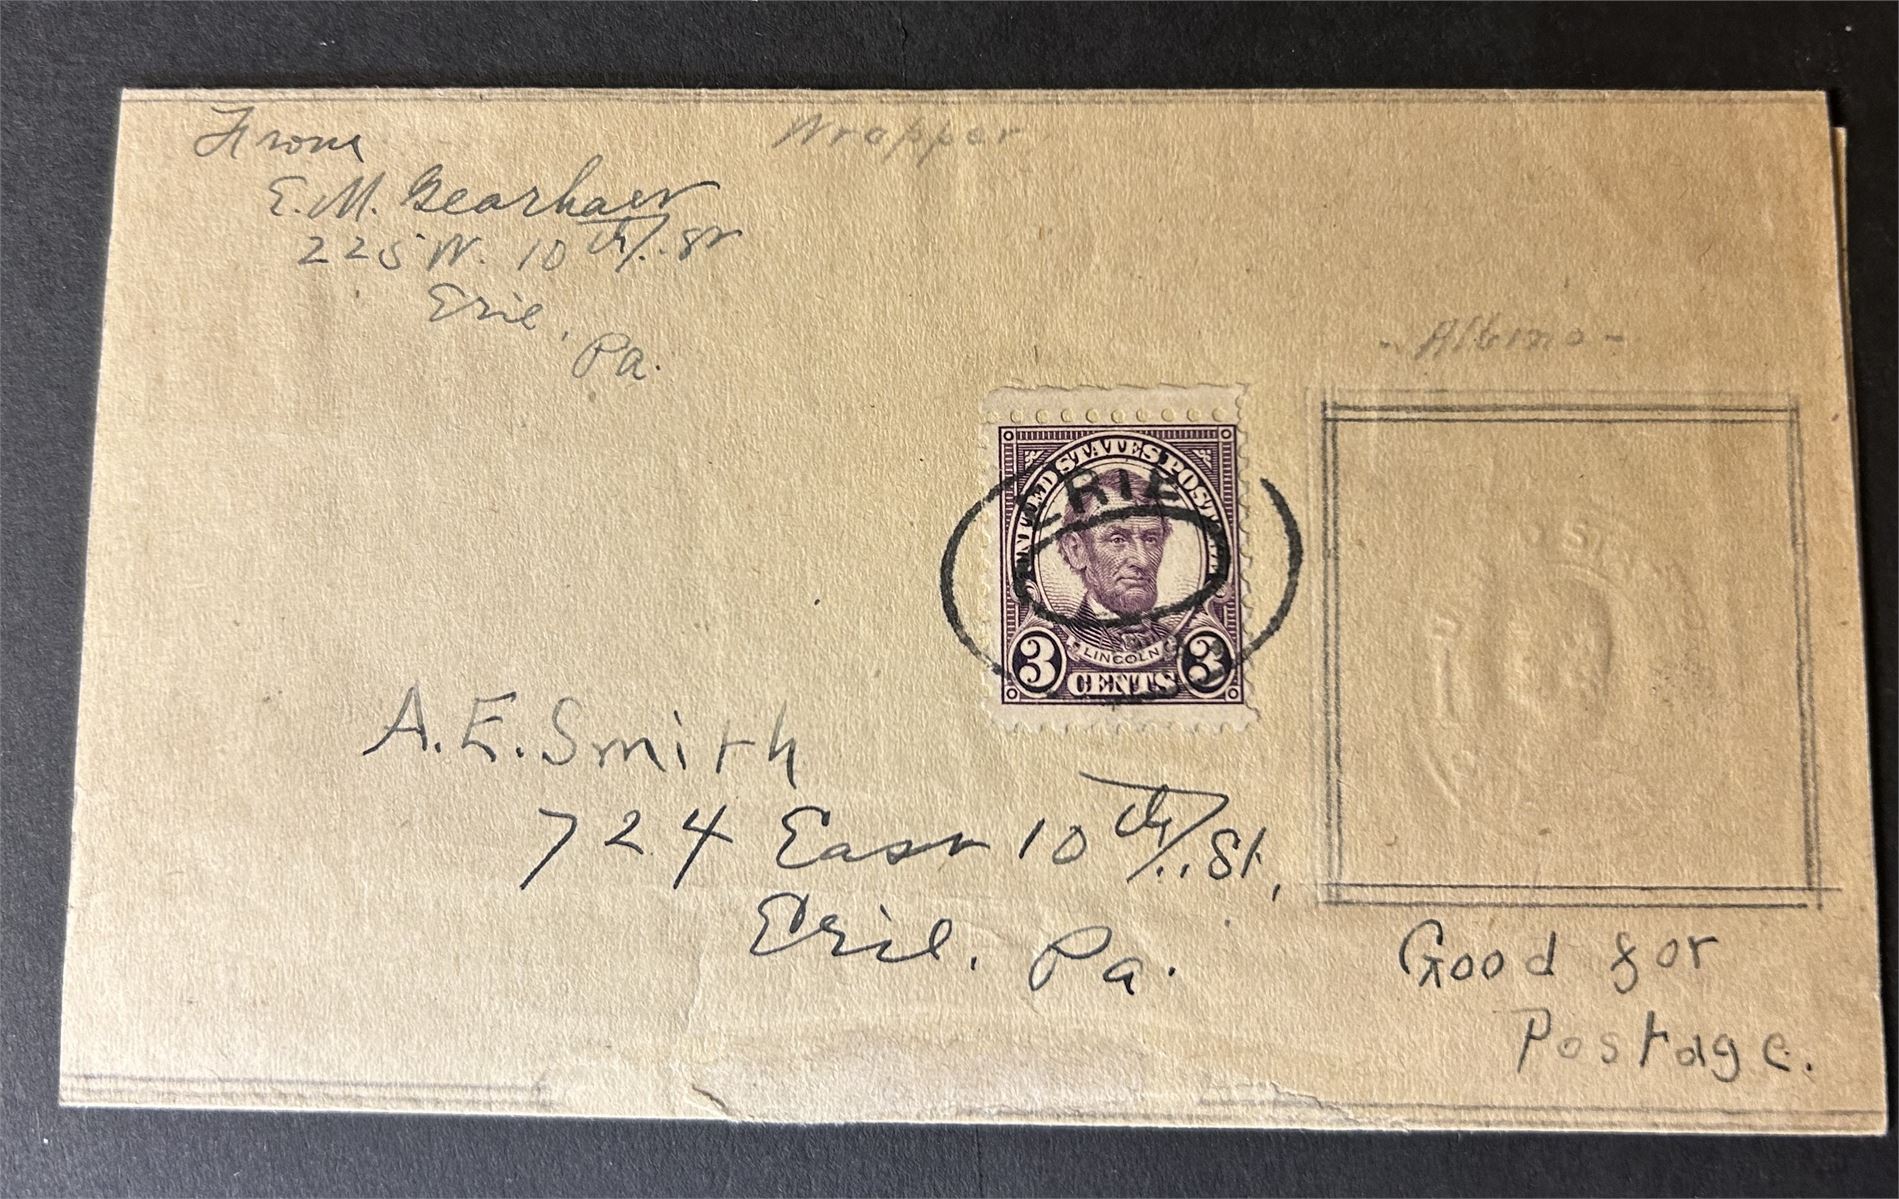 From
Wrapper
E. M. Gearhart
225 W. 10th/.. St
Erie,
Pa.
- Albino -
UNITED STATES POSTAGE
ERIE
LINCOLN
3 CENTS 3
A. E. Smith
724 East 10th/.. St,
Erie. Pa.
Good for
Postage.